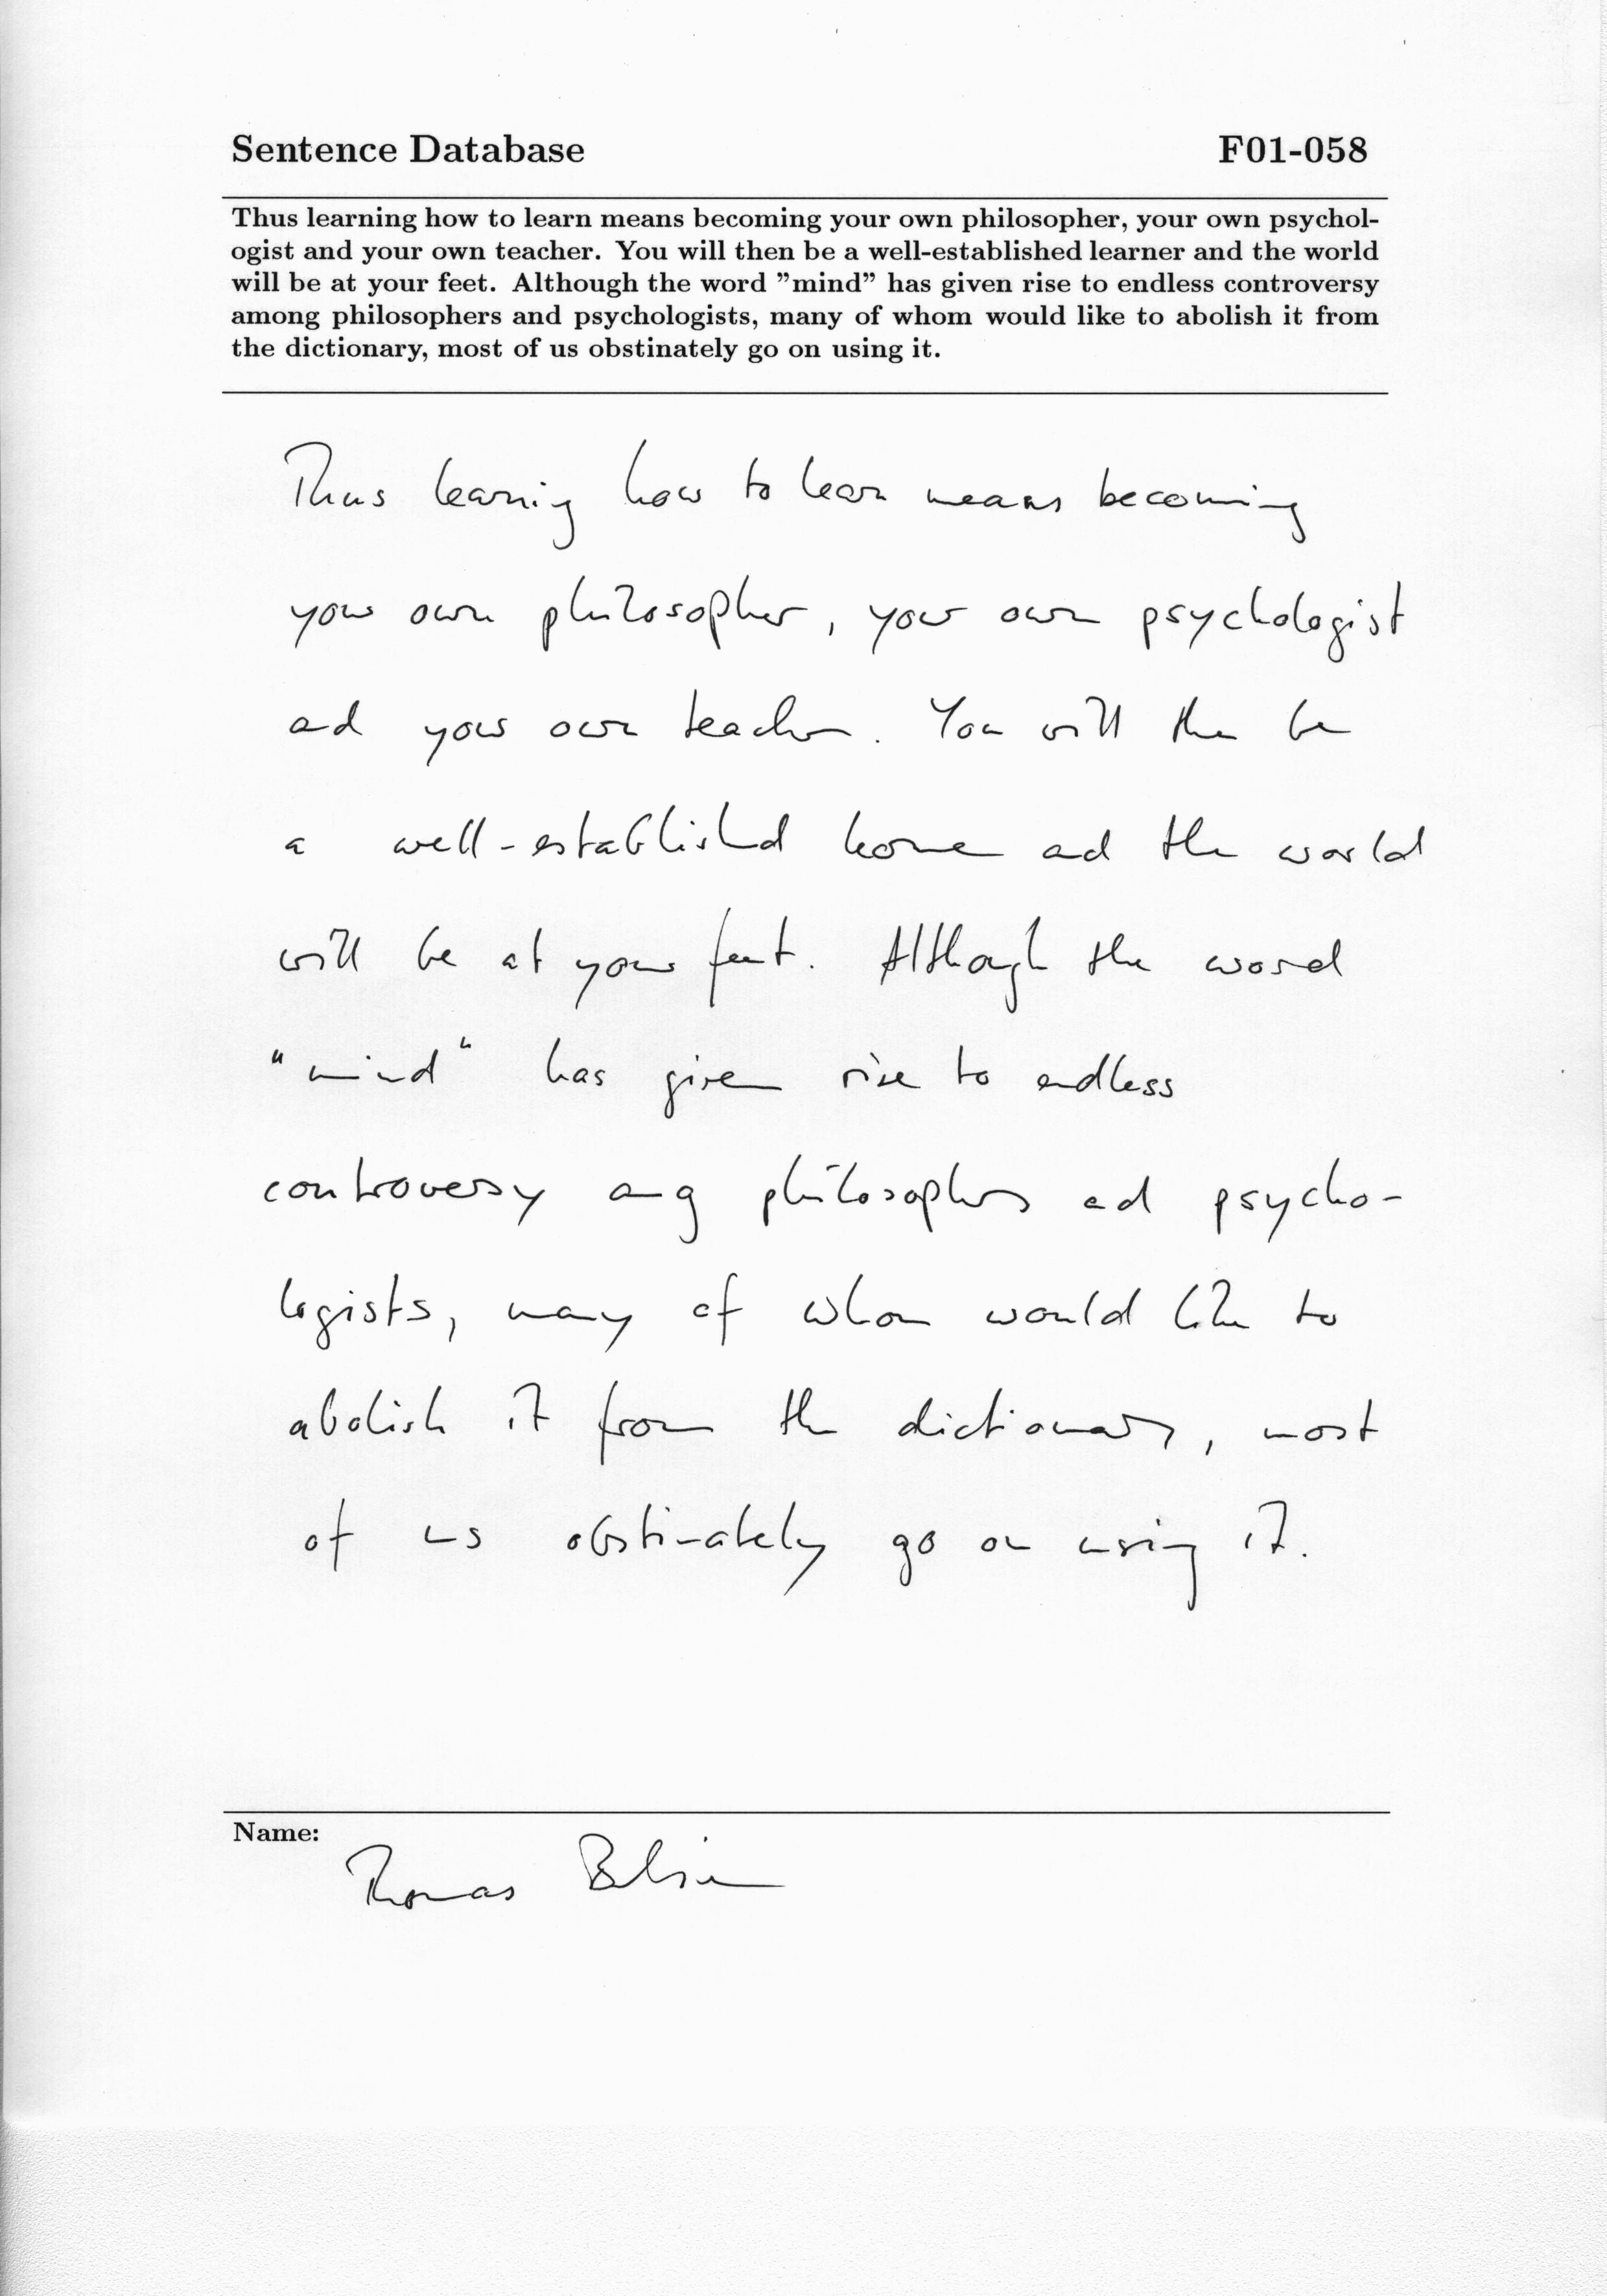 Sentence Database F01-058
Thus learning how to learn means becoming your own philosopher, your own psychol-
ogist and your own teacher. You will then be a well-established learner and the world
will be at your feet. Although the word ”mind” has given rise to endless controversy
among philosophers and psychologists, many of whom would like to abolish it from
the dictionary, most of us obstinately go on using it.
Thus learning how to learn means becoming
your own philosopher, your own psychologist
and your own teacher. You will then be
a well-established learner and the world
will be at your feet. Although the word
"mind" has given rise to endless
controversy among philosophers and psycho-
logists, many of whom would like to
abolish it from the dictionary, most
of us obstinately go on using it.
Name:
Thomas